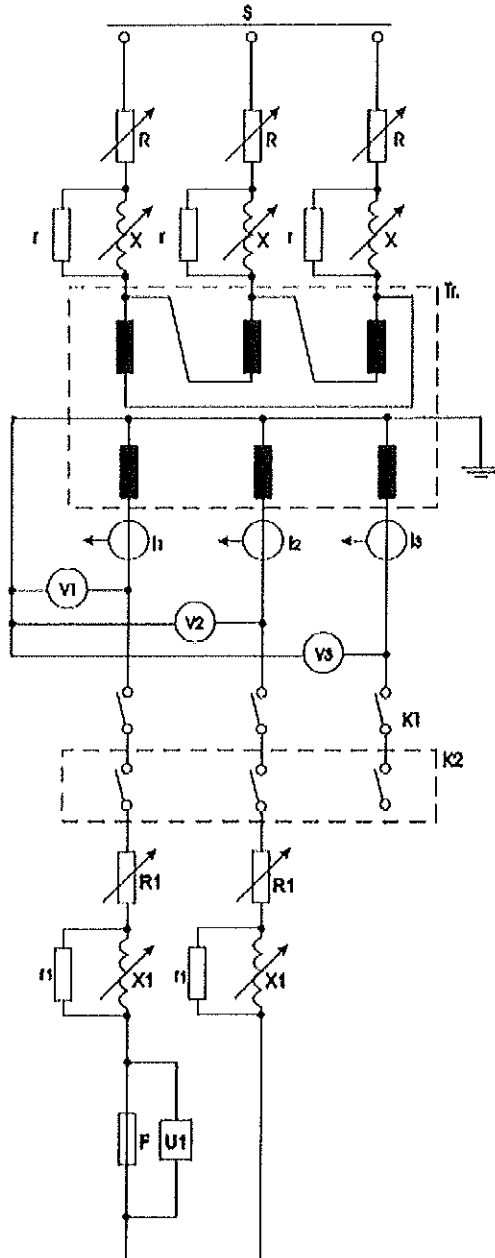 S
R R R
r X r X r X
Tr.
I1 I2 I3
V1
V2
V3
K1
K2
R1 R1
r1 X1 r1 X1
F U1